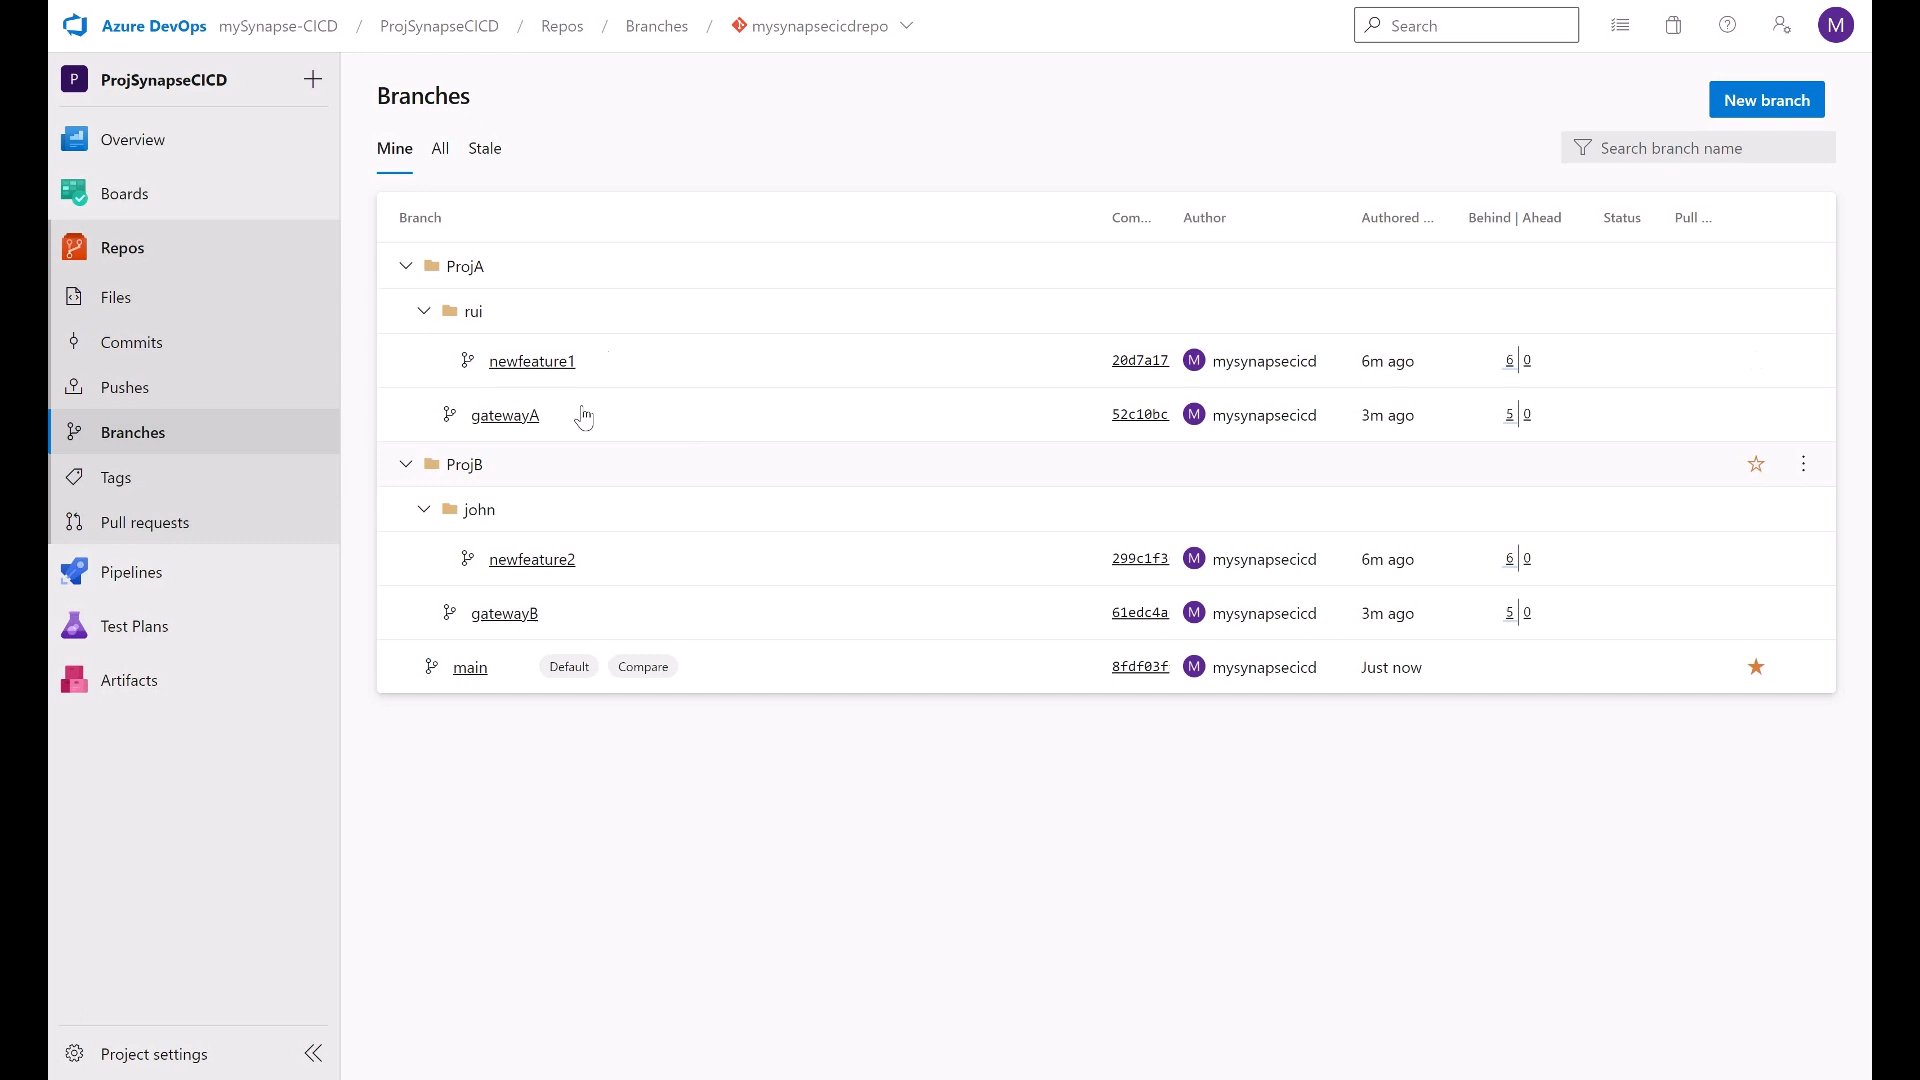 Azure DevOps mySynapse-CICD / ProjSynapseCICD / Repos / Branches / mysynapsecicdrepo
Search
M
P ProjSynapseCICD
Overview
Boards
Repos
Files
Commits
Pushes
Branches
Tags
Pull requests
Pipelines
Test Plans
Artifacts
Project settings
Branches
New branch
Mine All Stale
Search branch name
Branch Com... Author Authored ... Behind | Ahead Status Pull ...
ProjA
rui
newfeature1 20d7a17 M mysynapsecicd 6m ago 6 0
gatewayA 52c10bc M mysynapsecicd 3m ago 5 0
ProjB
john
newfeature2 299c1f3 M mysynapsecicd 6m ago 6 0
gatewayB 61edc4a M mysynapsecicd 3m ago 5 0
main Default Compare 8fdf03f M mysynapsecicd Just now